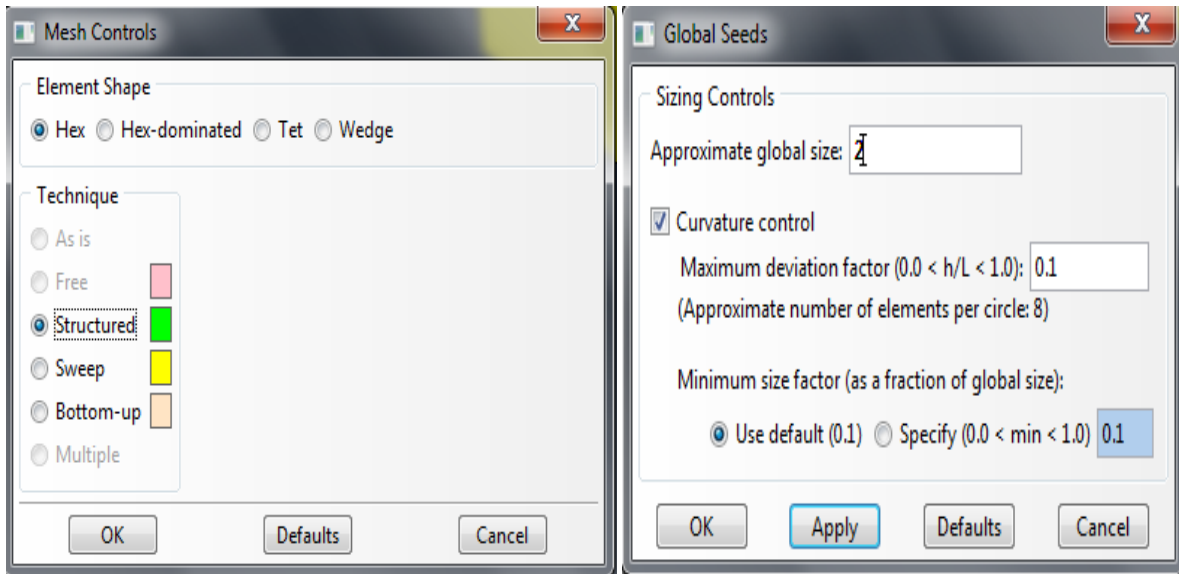 Mesh Controls
Element Shape
Hex Hex-dominated Tet Wedge
Technique
As is
Free
Structured
Sweep
Bottom-up
Multiple
OK Defaults Cancel
Global Seeds
Sizing Controls
Approximate global size: 2
Curvature control
Maximum deviation factor (0.0 < h/L < 1.0): 0.1
(Approximate number of elements per circle: 8)
Minimum size factor (as a fraction of global size):
Use default (0.1) Specify (0.0 < min < 1.0) 0.1
OK Apply Defaults Cancel